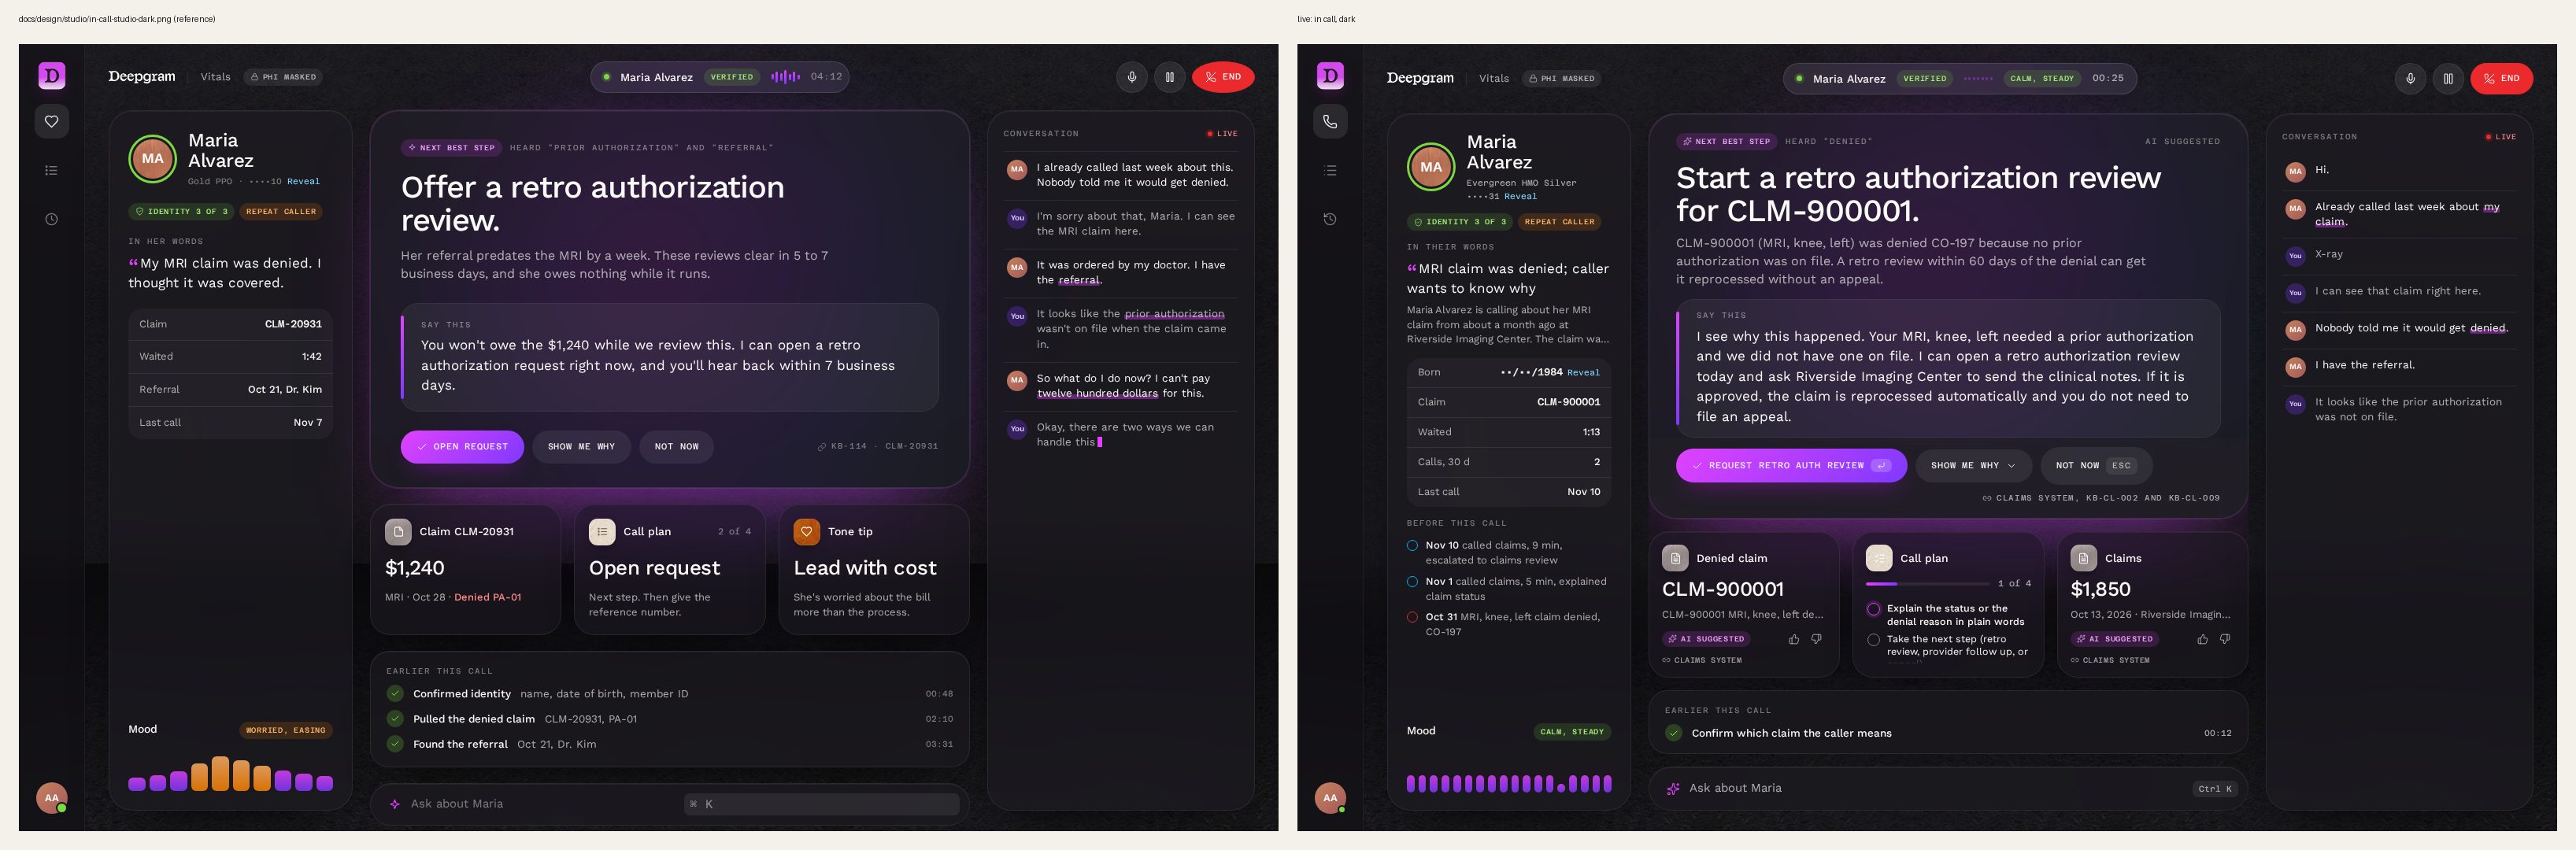 docs/design/studio/in-call-studio-dark.png (reference)
D
Deepgram
Vitals
PHI MASKED
Maria Alvarez
VERIFIED
04:12
END
MA
Maria
Alvarez
Gold PPO · ••••10 Reveal
IDENTITY 3 OF 3
REPEAT CALLER
IN HER WORDS
“My MRI claim was denied. I
thought it was covered.
Claim CLM-20931
Waited 1:42
Referral Oct 21, Dr. Kim
Last call Nov 7
Mood
WORRIED, EASING
AA
NEXT BEST STEP
HEARD "PRIOR AUTHORIZATION" AND "REFERRAL"
Offer a retro authorization
review.
Her referral predates the MRI by a week. These reviews clear in 5 to 7
business days, and she owes nothing while it runs.
SAY THIS
You won't owe the $1,240 while we review this. I can open a retro
authorization request right now, and you'll hear back within 7 business
days.
OPEN REQUEST
SHOW ME WHY
NOT NOW
KB-114 · CLM-20931
Claim CLM-20931
$1,240
MRI · Oct 28 · Denied PA-01
Call plan
2 of 4
Open request
Next step. Then give the
reference number.
Tone tip
Lead with cost
She's worried about the bill
more than the process.
EARLIER THIS CALL
Confirmed identity name, date of birth, member ID 00:48
Pulled the denied claim CLM-20931, PA-01 02:10
Found the referral Oct 21, Dr. Kim 03:31
Ask about Maria
⌘ K
CONVERSATION
LIVE
MA
I already called last week about this.
Nobody told me it would get denied.
You
I'm sorry about that, Maria. I can see
the MRI claim here.
MA
It was ordered by my doctor. I have
the referral.
You
It looks like the prior authorization
wasn't on file when the claim came
in.
MA
So what do I do now? I can't pay
twelve hundred dollars for this.
You
Okay, there are two ways we can
handle this
live: in call, dark
D
Deepgram
Vitals
PHI MASKED
Maria Alvarez
VERIFIED
CALM, STEADY
00:25
END
MA
Maria
Alvarez
Evergreen HMO Silver
••••31 Reveal
IDENTITY 3 OF 3
REPEAT CALLER
IN THEIR WORDS
“MRI claim was denied; caller
wants to know why
Maria Alvarez is calling about her MRI
claim from about a month ago at
Riverside Imaging Center. The claim wa...
Born ••/••/1984 Reveal
Claim CLM-900001
Waited 1:13
Calls, 30 d 2
Last call Nov 10
BEFORE THIS CALL
Nov 10 called claims, 9 min,
escalated to claims review
Nov 1 called claims, 5 min, explained
claim status
Oct 31 MRI, knee, left claim denied,
CO-197
Mood
CALM, STEADY
AA
NEXT BEST STEP
HEARD "DENIED"
AI SUGGESTED
Start a retro authorization review
for CLM-900001.
CLM-900001 (MRI, knee, left) was denied CO-197 because no prior
authorization was on file. A retro review within 60 days of the denial can get
it reprocessed without an appeal.
SAY THIS
I see why this happened. Your MRI, knee, left needed a prior authorization
and we did not have one on file. I can open a retro authorization review
today and ask Riverside Imaging Center to send the clinical notes. If it is
approved, the claim is reprocessed automatically and you do not need to
file an appeal.
REQUEST RETRO AUTH REVIEW
SHOW ME WHY
NOT NOW ESC
CLAIMS SYSTEM, KB-CL-002 AND KB-CL-009
Denied claim
CLM-900001
CLM-900001 MRI, knee, left de...
AI SUGGESTED
CLAIMS SYSTEM
Call plan
1 of 4
Explain the status or the
denial reason in plain words
Take the next step (retro
review, provider follow up, or
Claims
$1,850
Oct 13, 2026 · Riverside Imagin...
AI SUGGESTED
CLAIMS SYSTEM
EARLIER THIS CALL
Confirm which claim the caller means 00:12
Ask about Maria
Ctrl K
CONVERSATION
LIVE
MA
Hi.
MA
Already called last week about my
claim.
You
X-ray
You
I can see that claim right here.
MA
Nobody told me it would get denied.
MA
I have the referral.
You
It looks like the prior authorization
was not on file.